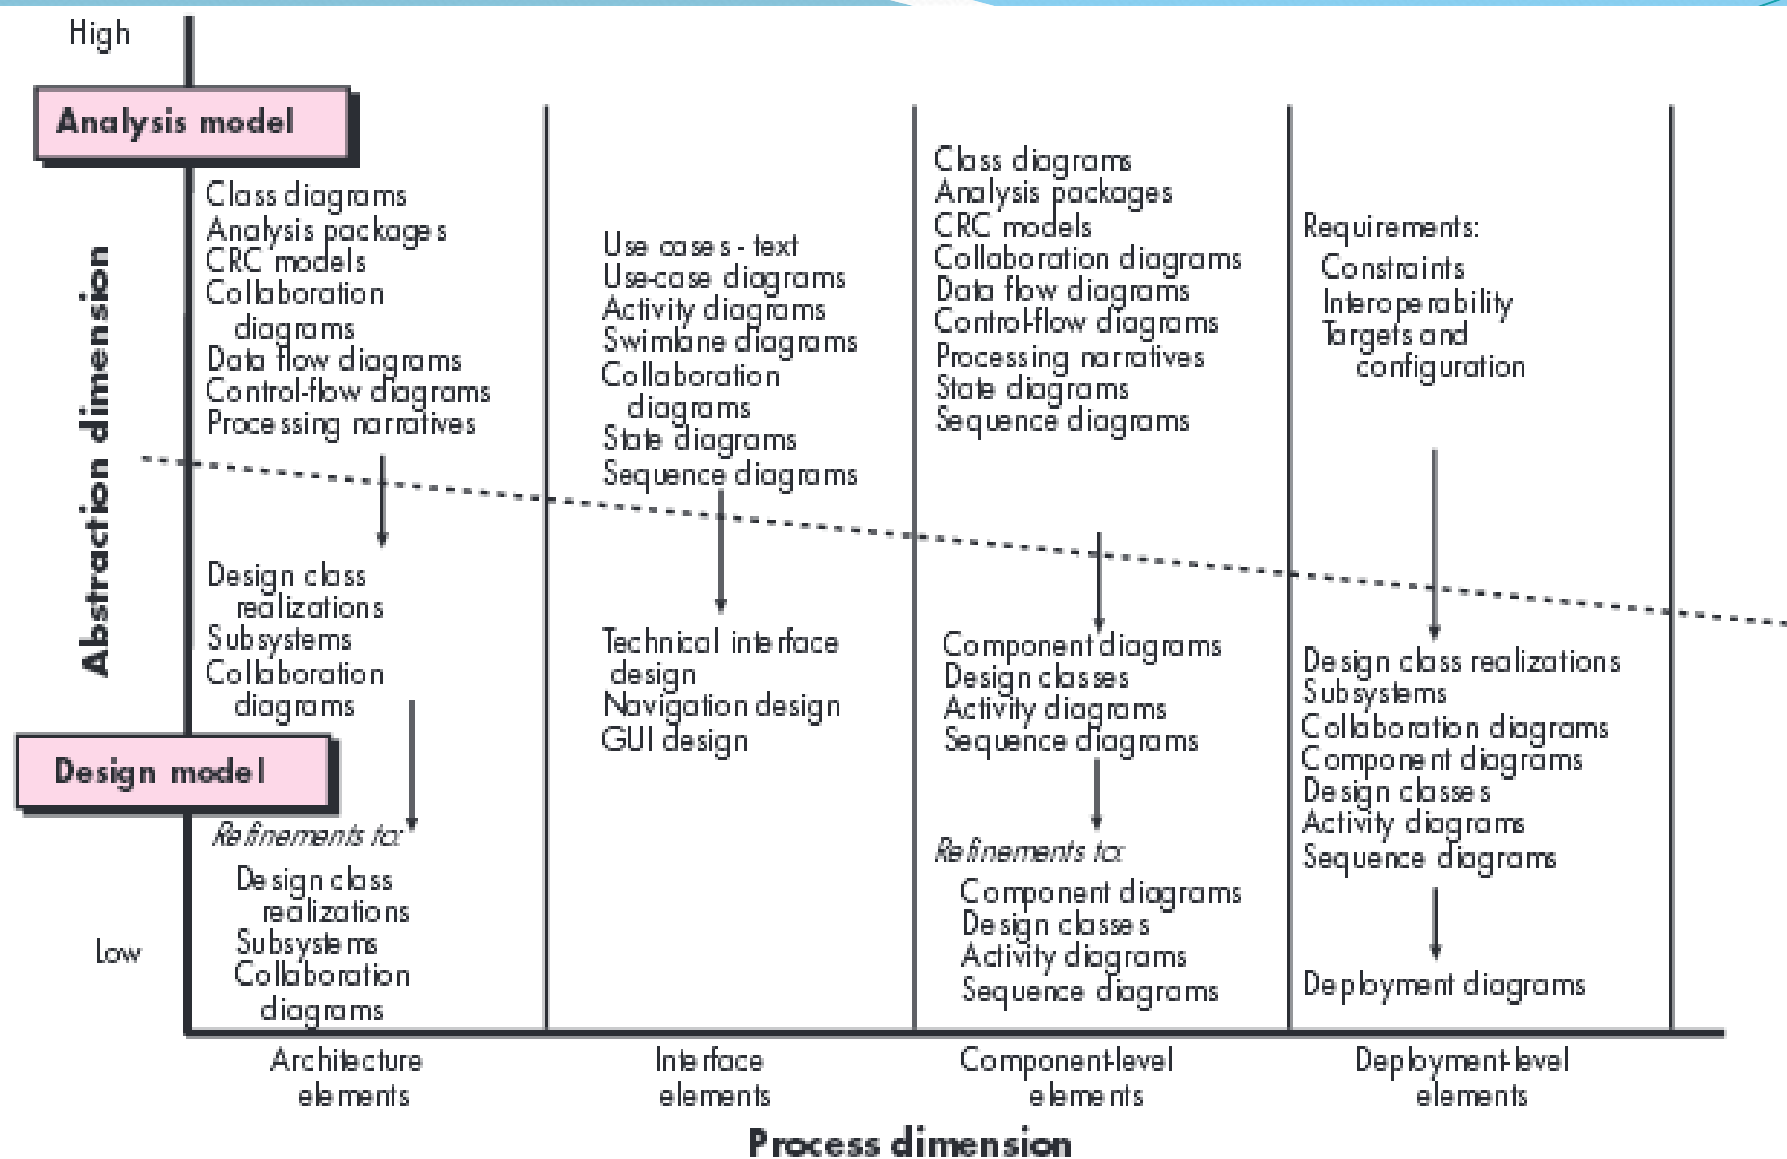 High
Analysis model
Abstraction dimension
Class diagrams
Analysis packages
CRC models
Collaboration
diagrams
Data flow diagrams
Control-flow diagrams
Processing narratives
Design class
realizations
Subsystems
Collaboration
diagrams
Design model
Refinements to:
Design class
realizations
Subsystems
Collaboration
diagrams
Low
Use cases - text
Use-case diagrams
Activity diagrams
Swimlane diagrams
Collaboration
diagrams
State diagrams
Sequence diagrams
Technical interface
design
Navigation design
GUI design
Class diagrams
Analysis packages
CRC models
Collaboration diagrams
Data flow diagrams
Control-flow diagrams
Processing narratives
State diagrams
Sequence diagrams
Component diagrams
Design classes
Activity diagrams
Sequence diagrams
Refinements to:
Component diagrams
Design classes
Activity diagrams
Sequence diagrams
Requirements:
Constraints
Interoperability
Targets and
configuration
Design class realizations
Subsystems
Collaboration diagrams
Component diagrams
Design classes
Activity diagrams
Sequence diagrams
Deployment diagrams
Architecture
elements
Interface
elements
Component-level
elements
Deployment-level
elements
Process dimension